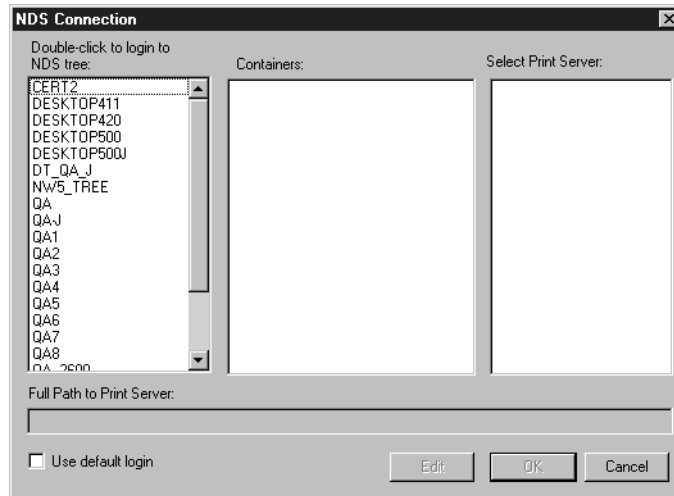 NDS Connection
Double-click to login to
NDS tree:
Containers:
Select Print Server:
CERT2
DESKTOP411
DESKTOP420
DESKTOP500
DESKTOP500J
DT_QA_J
NW5_TREE
QA
QA-J
QA1
QA2
QA3
QA4
QA5
QA6
QA7
QA8
QA_2600
Full Path to Print Server:
Use default login
Edit
OK
Cancel